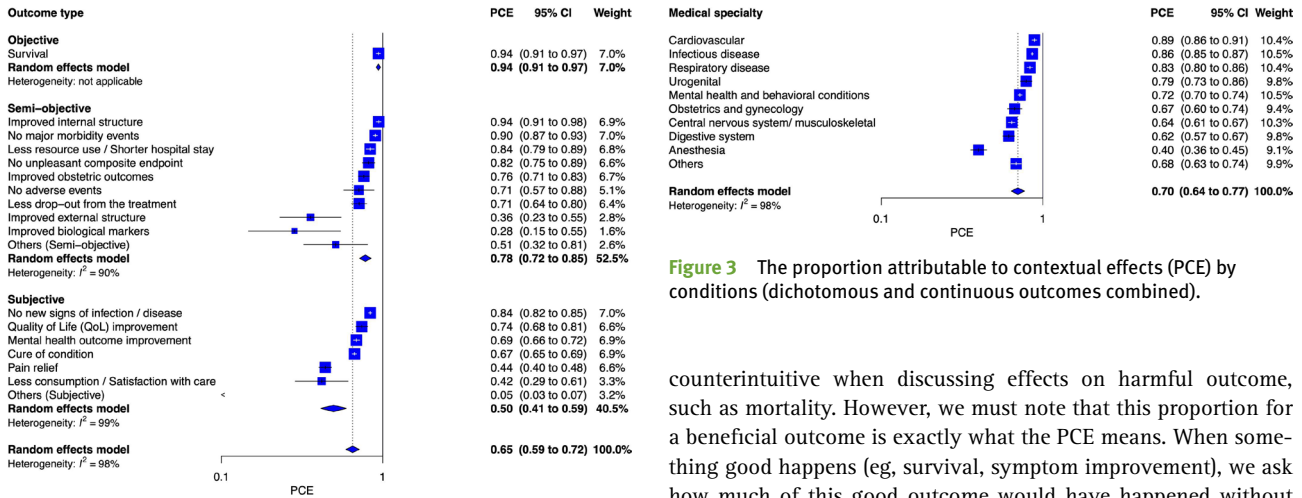 Outcome type PCE 95% CI Weight
Objective
Survival 0.94 (0.91 to 0.97) 7.0%
Random effects model 0.94 (0.91 to 0.97) 7.0%
Heterogeneity: not applicable
Semi−objective
Improved internal structure 0.94 (0.91 to 0.98) 6.9%
No major morbidity events 0.90 (0.87 to 0.93) 7.0%
Less resource use / Shorter hospital stay 0.84 (0.79 to 0.89) 6.8%
No unpleasant composite endpoint 0.82 (0.75 to 0.89) 6.6%
Improved obstetric outcomes 0.76 (0.71 to 0.83) 6.7%
No adverse events 0.71 (0.57 to 0.88) 5.1%
Less drop−out from the treatment 0.71 (0.64 to 0.80) 6.4%
Improved external structure 0.36 (0.23 to 0.55) 2.8%
Improved biological markers 0.28 (0.15 to 0.55) 1.6%
Others (Semi−objective) 0.51 (0.32 to 0.81) 2.6%
Random effects model 0.78 (0.72 to 0.85) 52.5%
Heterogeneity: I² = 90%
Subjective
No new signs of infection / disease 0.84 (0.82 to 0.85) 7.0%
Quality of Life (QoL) improvement 0.74 (0.68 to 0.81) 6.6%
Mental health outcome improvement 0.69 (0.66 to 0.72) 6.9%
Cure of condition 0.67 (0.65 to 0.69) 6.9%
Pain relief 0.44 (0.40 to 0.48) 6.6%
Less consumption / Satisfaction with care 0.42 (0.29 to 0.61) 3.3%
Others (Subjective) < 0.05 (0.03 to 0.07) 3.2%
Random effects model 0.50 (0.41 to 0.59) 40.5%
Heterogeneity: I² = 99%
Random effects model 0.65 (0.59 to 0.72) 100.0%
Heterogeneity: I² = 98%
0.1 1
PCE
Medical specialty PCE 95% CI Weight
Cardiovascular 0.89 (0.86 to 0.91) 10.4%
Infectious disease 0.86 (0.85 to 0.87) 10.5%
Respiratory disease 0.83 (0.80 to 0.86) 10.4%
Urogenital 0.79 (0.73 to 0.86) 9.8%
Mental health and behavioral conditions 0.72 (0.70 to 0.74) 10.5%
Obstetrics and gynecology 0.67 (0.60 to 0.74) 9.4%
Central nervous system/ musculoskeletal 0.64 (0.61 to 0.67) 10.3%
Digestive system 0.62 (0.57 to 0.67) 9.8%
Anesthesia 0.40 (0.36 to 0.45) 9.1%
Others 0.68 (0.63 to 0.74) 9.9%
Random effects model 0.70 (0.64 to 0.77) 100.0%
Heterogeneity: I² = 98%
0.1 1
PCE
Figure 3 The proportion attributable to contextual effects (PCE) by
conditions (dichotomous and continuous outcomes combined).
counterintuitive when discussing effects on harmful outcome,
such as mortality. However, we must note that this proportion for
a beneficial outcome is exactly what the PCE means. When some-
thing good happens (eg, survival, symptom improvement), we ask
how much of this good outcome would have happened without